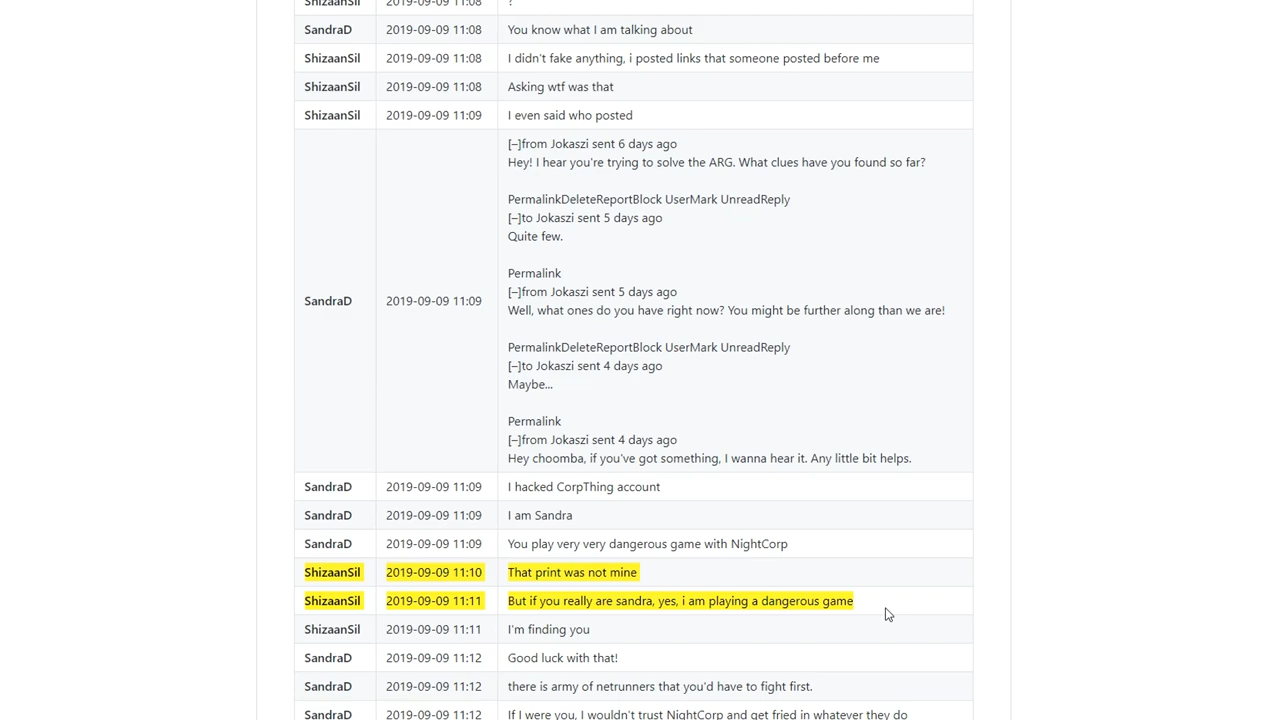 ShizaanSil 2019-09-09 11:08 ?
SandraD 2019-09-09 11:08 You know what I am talking about
ShizaanSil 2019-09-09 11:08 I didn't fake anything, i posted links that someone posted before me
ShizaanSil 2019-09-09 11:08 Asking wtf was that
ShizaanSil 2019-09-09 11:09 I even said who posted
[–]from Jokaszi sent 6 days ago
Hey! I hear you're trying to solve the ARG. What clues have you found so far?
PermalinkDeleteReportBlock UserMark UnreadReply
[–]to Jokaszi sent 5 days ago
Quite few.
Permalink
[–]from Jokaszi sent 5 days ago
SandraD 2019-09-09 11:09 Well, what ones do you have right now? You might be further along than we are!
PermalinkDeleteReportBlock UserMark UnreadReply
[–]to Jokaszi sent 4 days ago
Maybe...
Permalink
[–]from Jokaszi sent 4 days ago
Hey choomba, if you've got something, I wanna hear it. Any little bit helps.
SandraD 2019-09-09 11:09 I hacked CorpThing account
SandraD 2019-09-09 11:09 I am Sandra
SandraD 2019-09-09 11:09 You play very very dangerous game with NightCorp
ShizaanSil 2019-09-09 11:10 That print was not mine
ShizaanSil 2019-09-09 11:11 But if you really are sandra, yes, i am playing a dangerous game
ShizaanSil 2019-09-09 11:11 I'm finding you
SandraD 2019-09-09 11:12 Good luck with that!
SandraD 2019-09-09 11:12 there is army of netrunners that you'd have to fight first.
SandraD 2019-09-09 11:12 If I were you, I wouldn't trust NightCorp and get fried in whatever they do